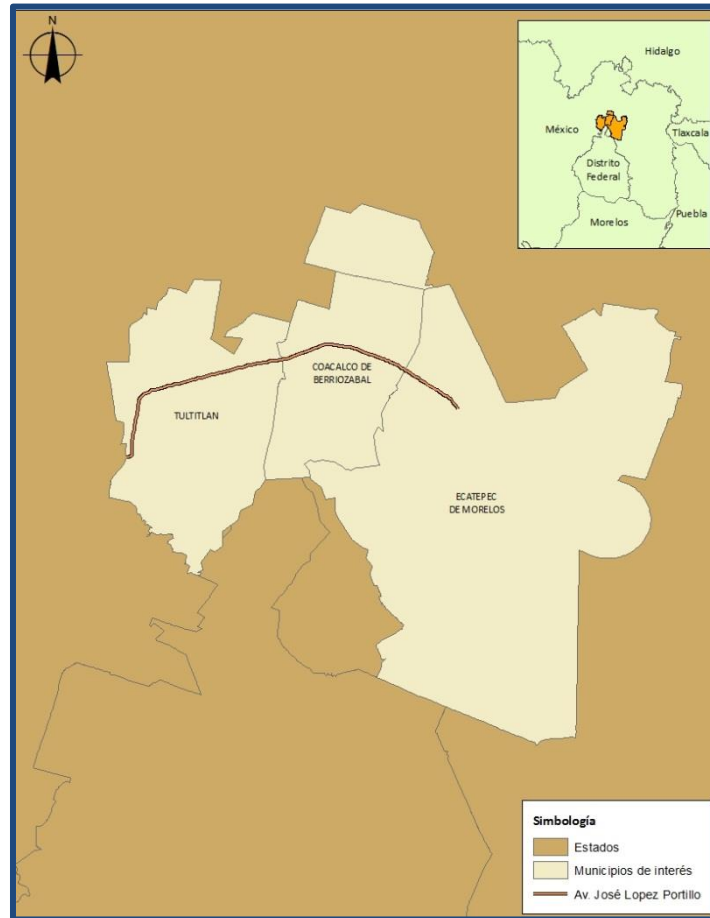 N
Hidalgo
México
Tlaxcala
Distrito
Federal
Puebla
Morelos
COACALCO DE
BERRIOZABAL
TULTITLAN
ECATEPEC
DE MORELOS
Simbología
Estados
Municipios de interés
Av. José Lopez Portillo